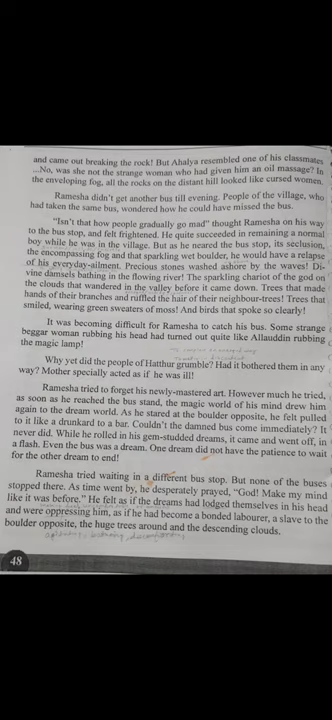 and came out breaking the rock! But Ahalya resembled one of his classmates
...No, was she not the strange woman who had given him an oil massage? In
the enveloping fog, all the rocks on the distant hill looked like cursed women.
Ramesha didn't get another bus till evening. People of the village, who
had taken the same bus, wondered how he could have missed the bus.
"Isn't that how people gradually go mad" thought Ramesha on his way
to the bus stop, and felt frightened. He quite succeeded in remaining a normal
boy while he was in the village. But as he neared the bus stop, its seclusion,
the encompassing fog and that sparkling wet boulder, he would have a relapse
of his everyday-ailment. Precious stones washed ashore by the waves! Di-
vine damsels bathing in the flowing river! The sparkling chariot of the god on
the clouds that wandered in the valley before it came down. Trees that made
hands of their branches and ruffled the hair of their neighbour-trees! Trees that
smiled, wearing green sweaters of moss! And birds that spoke so clearly!
It was becoming difficult for Ramesha to catch his bus. Some strange
beggar woman rubbing his head had turned out quite like Allauddin rubbing
the magic lamp!
Why yet did the people of Hatthur grumble? Had it bothered them in any
way? Mother specially acted as if he was ill!
Ramesha tried to forget his newly-mastered art. However much he tried,
as soon as he reached the bus stand, the magic world of his mind drew him
again to the dream world. As he stared at the boulder opposite, he felt pulled
to it like a drunkard to a bar. Couldn't the damned bus come immediately? It
never did. While he rolled in his gem-studded dreams, it came and went off, in
a flash. Even the bus was a dream. One dream did not have the patience to wait
for the other dream to end!
Ramesha tried waiting in a different bus stop. But none of the buses
stopped there. As time went by, he desperately prayed, "God! Make my mind
like it was before." He felt as if the dreams had lodged themselves in his head
and were oppressing him, as if he had become a bonded labourer, a slave to the
boulder opposite, the huge trees around and the descending clouds.
48